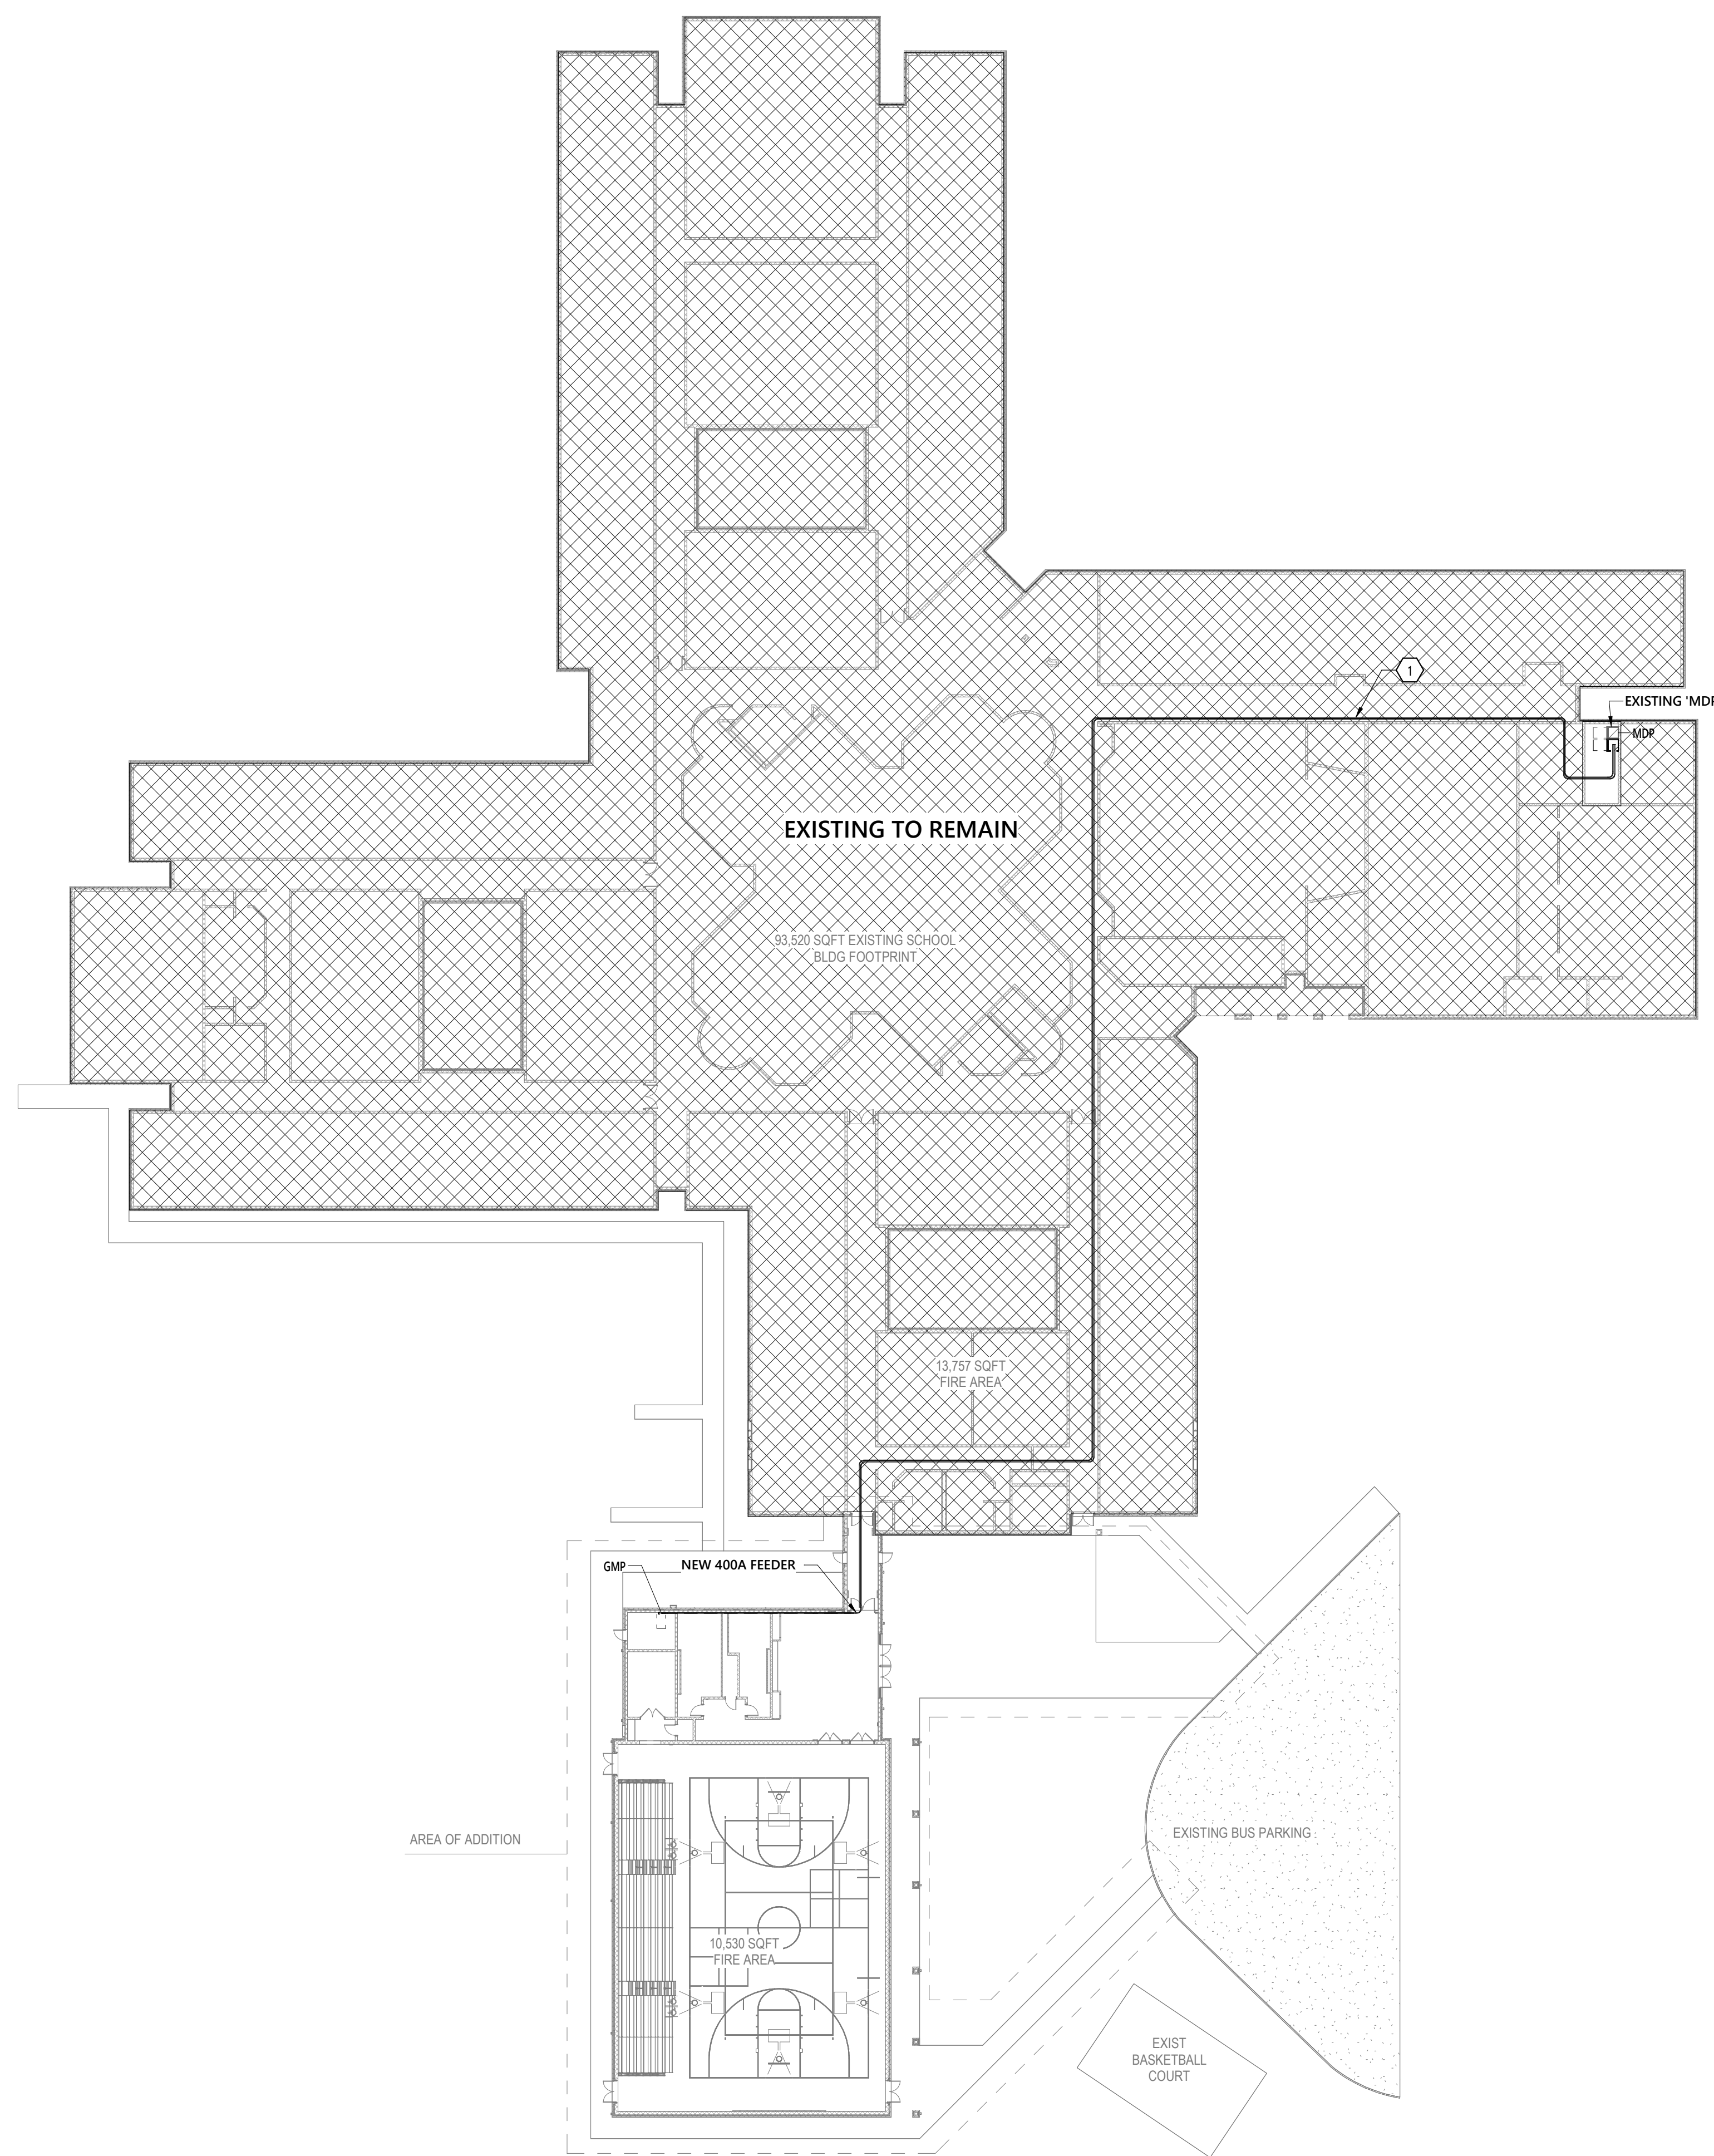 1
EXISTING 'MDP
MDP
EXISTING TO REMAIN
93,520 SQFT EXISTING SCHOOL
BLDG FOOTPRINT
13,757 SQFT
FIRE AREA
GMP
NEW 400A FEEDER
AREA OF ADDITION
EXISTING BUS PARKING
10,530 SQFT
FIRE AREA
EXIST
BASKETBALL
COURT